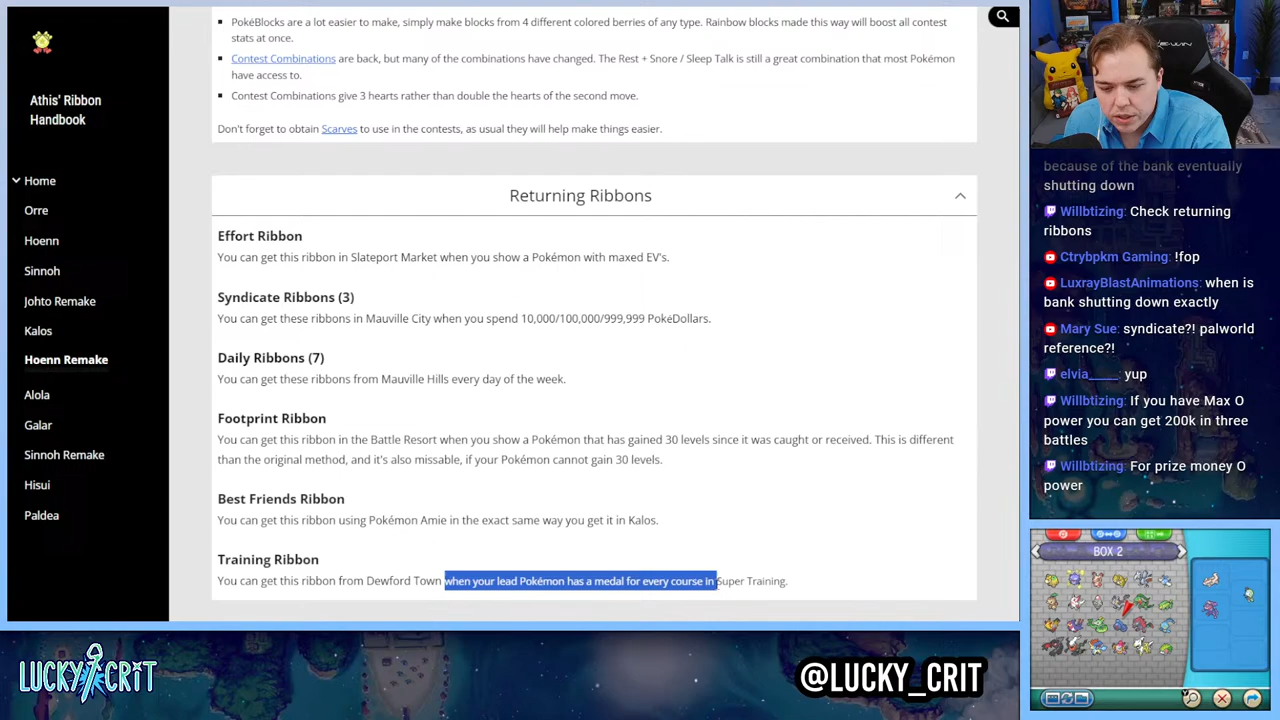 PokéBlocks are a lot easier to make, simply make blocks from 4 different colored berries of any type. Rainbow blocks made this way will boost all contest
stats at once.
Contest Combinations are back, but many of the combinations have changed. The Rest + Snore / Sleep Talk is still a great combination that most Pokémon
have access to.
Contest Combinations give 3 hearts rather than double the hearts of the second move.
Don't forget to obtain Scarves to use in the contests, as usual they will help make things easier.
Athis' Ribbon
Handbook
Home
Orre
Hoenn
Sinnoh
Johto Remake
Kalos
Hoenn Remake
Alola
Galar
Sinnoh Remake
Hisui
Paldea
Returning Ribbons
Effort Ribbon
You can get this ribbon in Slateport Market when you show a Pokémon with maxed EV's.
Syndicate Ribbons (3)
You can get these ribbons in Mauville City when you spend 10,000/100,000/999,999 PokéDollars.
Daily Ribbons (7)
You can get these ribbons from Mauville Hills every day of the week.
Footprint Ribbon
You can get this ribbon in the Battle Resort when you show a Pokémon that has gained 30 levels since it was caught or received. This is different
than the original method, and it's also missable, if your Pokémon cannot gain 30 levels.
Best Friends Ribbon
You can get this ribbon using Pokémon Amie in the exact same way you get it in Kalos.
Training Ribbon
You can get this ribbon from Dewford Town when your lead Pokémon has a medal for every course in Super Training.
because of the bank eventually
shutting down
Willbtizing: Check returning
ribbons
Ctrybpkm Gaming: !fop
LuxrayBlastAnimations: when is
bank shutting down exactly
Mary Sue: syndicate?! palworld
reference?!
elvia_____: yup
Willbtizing: If you have Max O
power you can get 200k in three
battles
Willbtizing: For prize money O
power
BOX 2
LUCKY CRIT
@LUCKY_CRIT